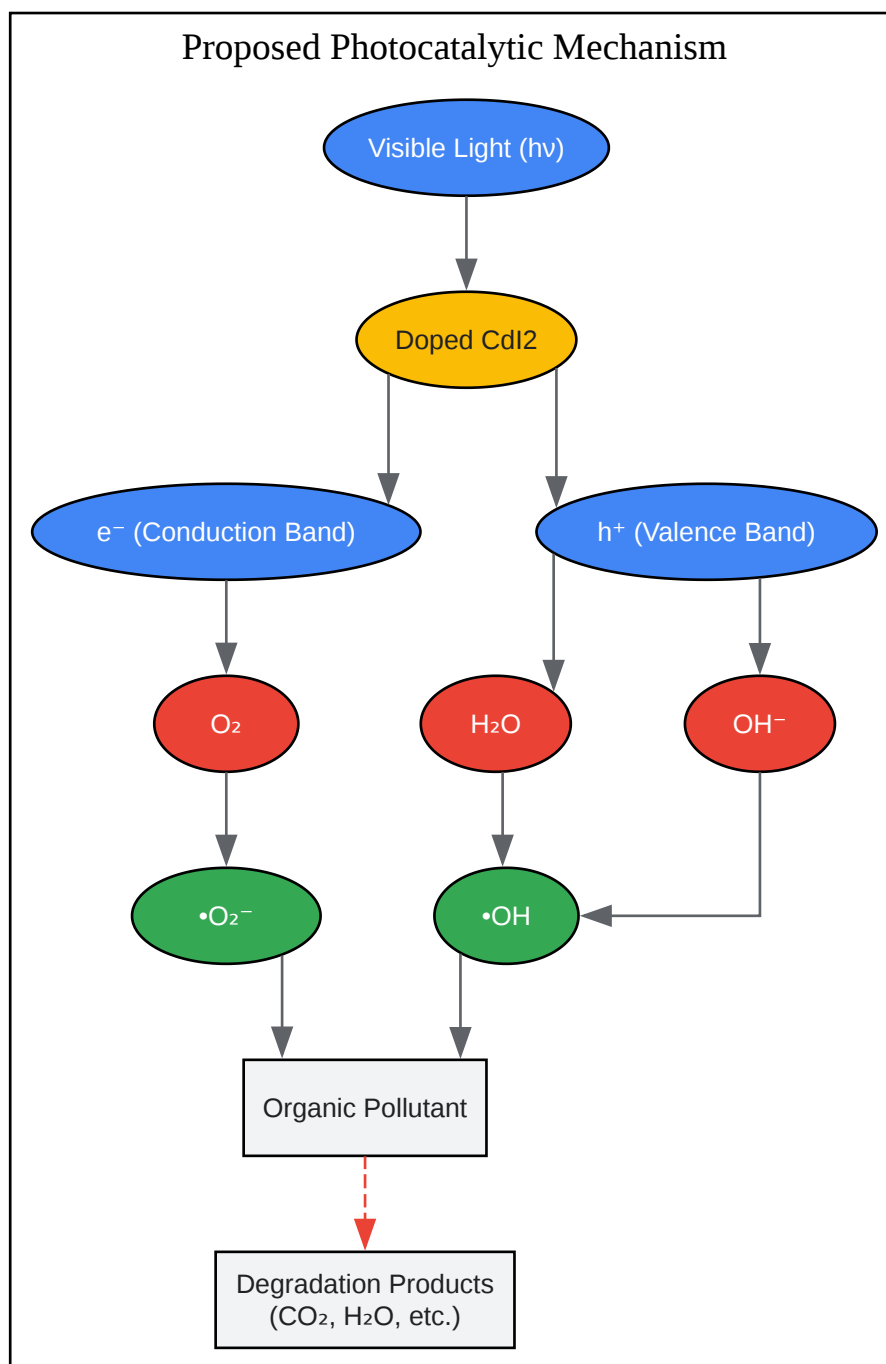 Proposed Photocatalytic Mechanism
Visible Light (hν)
Doped CdI2
e⁻ (Conduction Band)
h⁺ (Valence Band)
O₂
H₂O
OH⁻
•O₂⁻
•OH
Organic Pollutant
Degradation Products
(CO₂, H₂O, etc.)